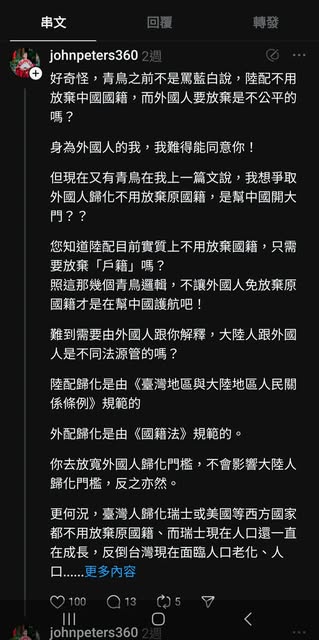 串文
回覆
轉發
johnpeters360 2週
好奇怪，青鳥之前不是罵藍白說，陸配不用
放棄中國國籍，而外國人要放棄是不公平的
嗎？
身為外國人的我，我難得能同意你！
但現在又有青鳥在我上一篇文說，我想爭取
外國人歸化不用放棄原國籍，是幫中國開大
門？？
您知道陸配目前實質上不用放棄國籍，只需
要放棄「戶籍」嗎？
照這那幾個青鳥邏輯，不讓外國人免放棄原
國籍才是在幫中國護航吧！
難到需要由外國人跟你解釋，大陸人跟外國
人是不同法源管的嗎？
陸配歸化是由《臺灣地區與大陸地區人民關
係條例》規範的
外配歸化是由《國籍法》規範的。
你去放寬外國人歸化門檻，不會影響大陸人
歸化門檻，反之亦然。
更何況，臺灣人歸化瑞士或美國等西方國家
都不用放棄原國籍、而瑞士現在人口還一直
在成長，反倒台灣現在面臨人口老化、人
口......更多內容
100 13 5
johnpeters360 2週